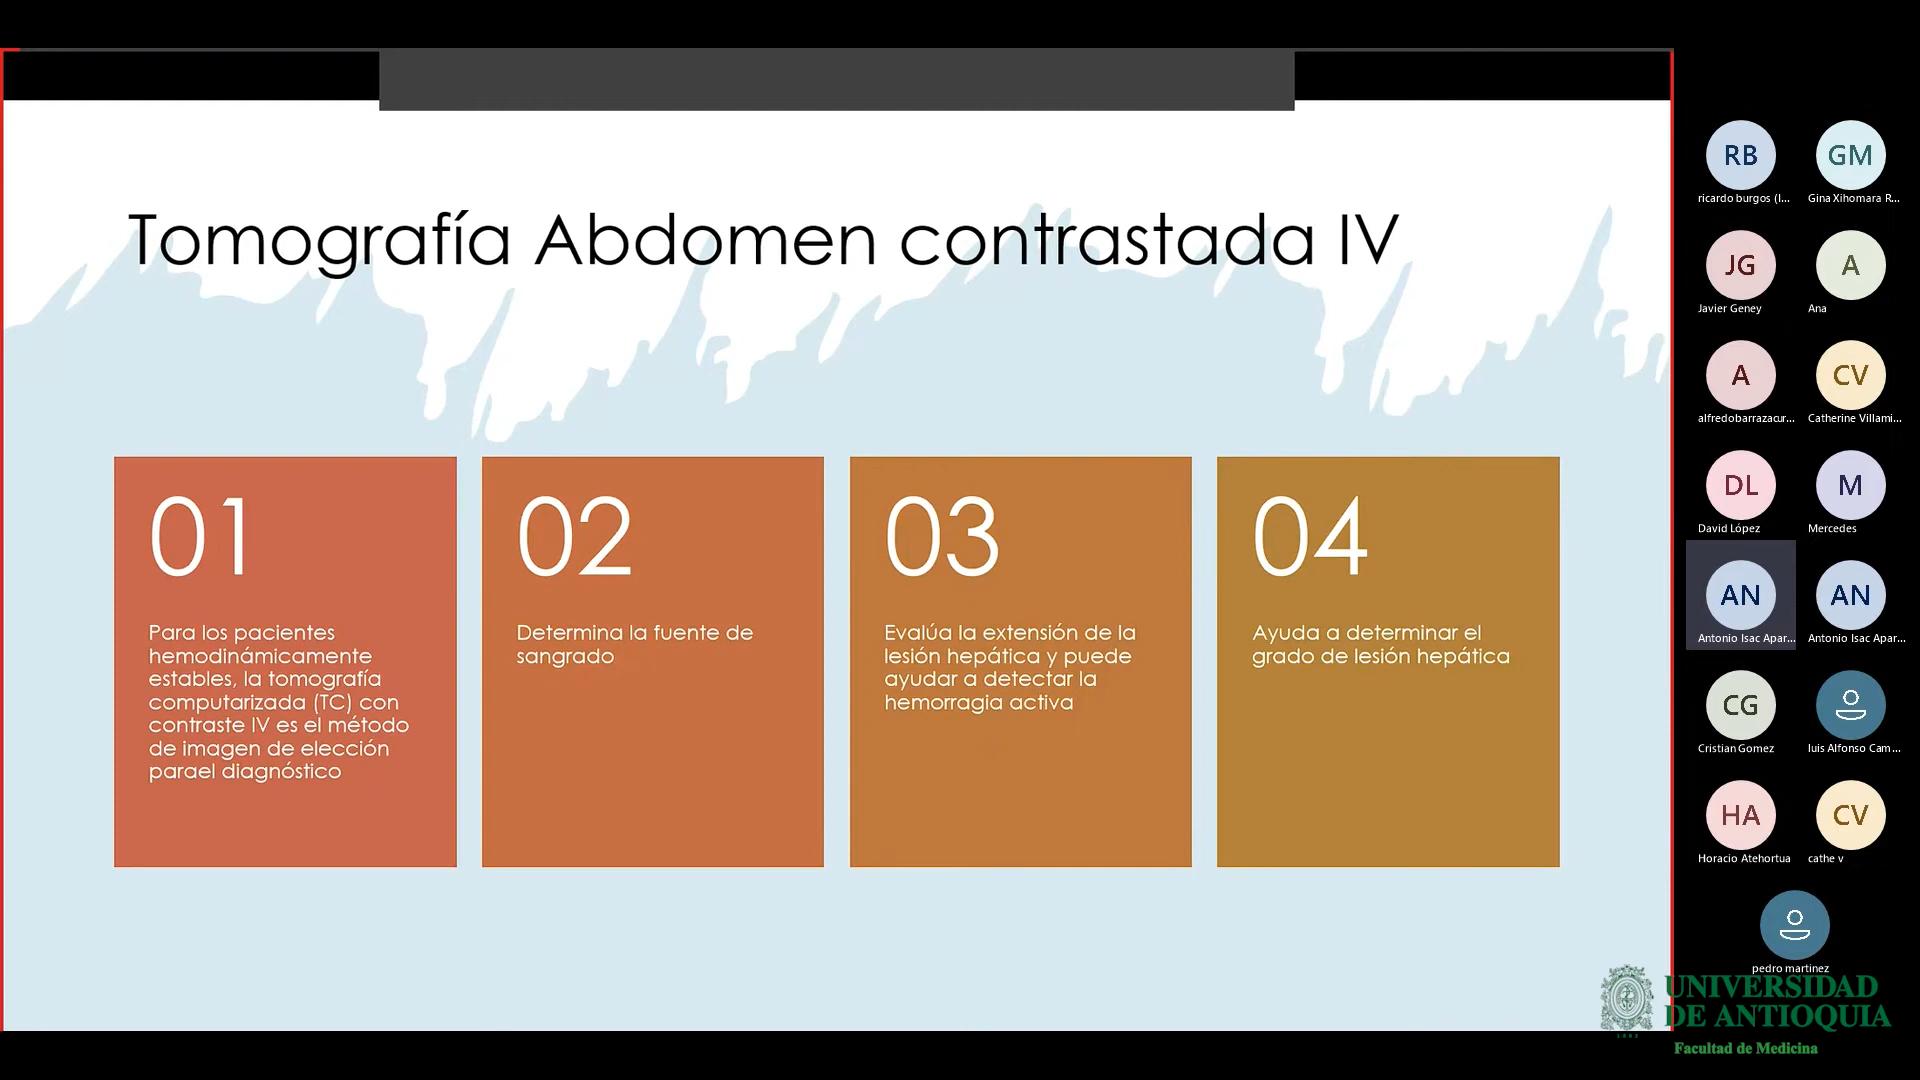 Tomografía Abdomen contrastada IV
01
Para los pacientes
hemodinámicamente
estables, la tomografía
computarizada (TC) con
contraste IV es el método
de imagen de elección
parael diagnóstico
02
Determina la fuente de
sangrado
03
Evalúa la extensión de la
lesión hepática y puede
ayudar a detectar la
hemorragia activa
04
Ayuda a determinar el
grado de lesión hepática
RB
ricardo burgos (I...
GM
Gina Xihomara R...
JG
Javier Geney
A
Ana
A
alfredobarrazacur...
CV
Catherine Villami...
DL
David López
M
Mercedes
AN
Antonio Isac Apar...
AN
Antonio Isac Apar...
CG
Cristian Gomez
luis Alfonso Cam...
HA
Horacio Atehortua
CV
cathe v
pedro martinez
UNIVERSIDAD
DE ANTIOQUIA
Facultad de Medicina